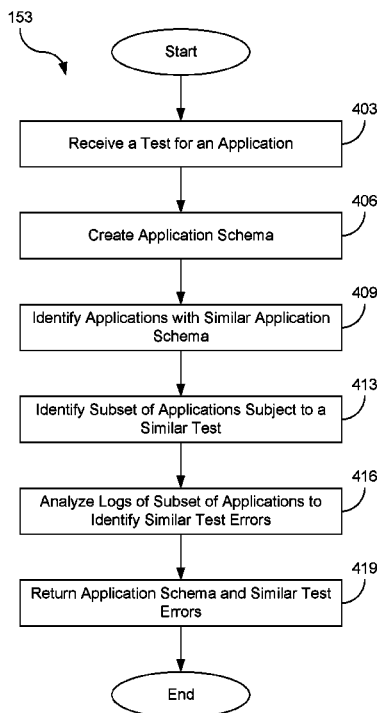 153
Start
403
Receive a Test for an Application
406
Create Application Schema
409
Identify Applications with Similar Application
Schema
413
Identify Subset of Applications Subject to a
Similar Test
416
Analyze Logs of Subset of Applications to
Identify Similar Test Errors
419
Return Application Schema and Similar Test
Errors
End